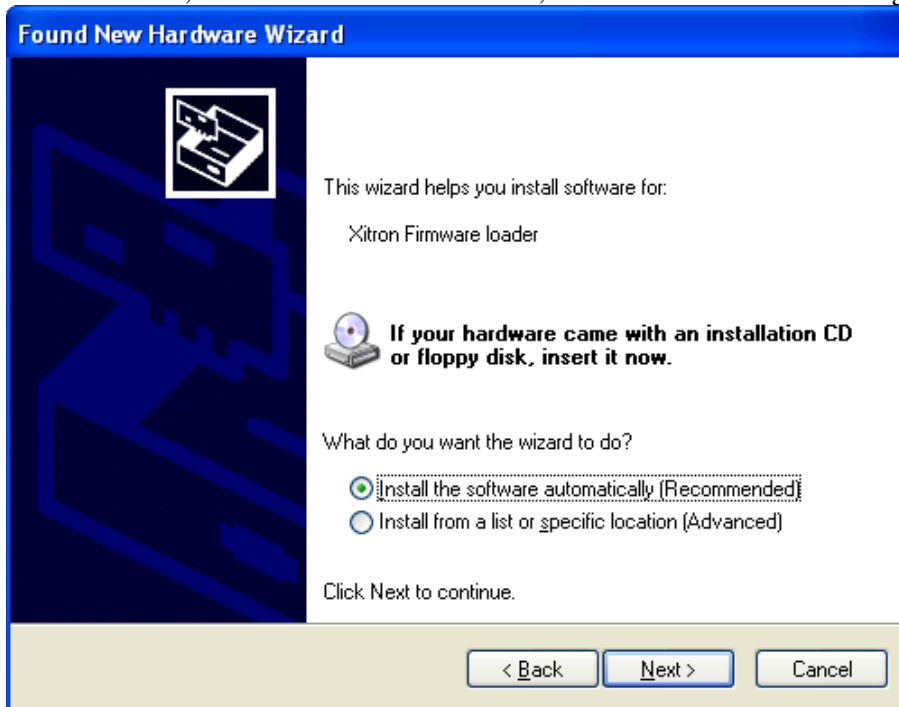 Found New Hardware Wizard
This wizard helps you install software for:
Xitron Firmware loader
If your hardware came with an installation CD
or floppy disk, insert it now.
What do you want the wizard to do?
Install the software automatically (Recommended)
Install from a list or specific location (Advanced)
Click Next to continue.
< Back Next > Cancel